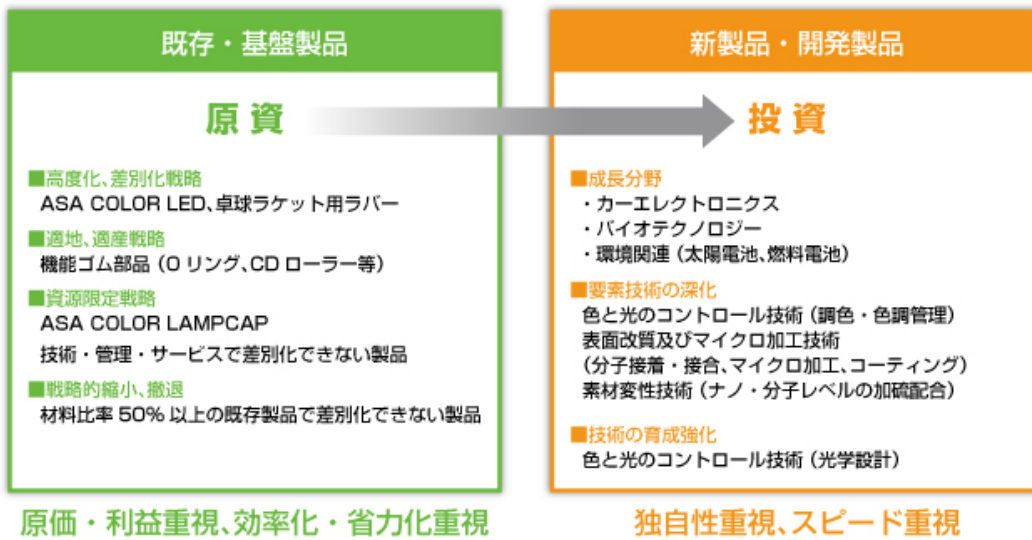 既存・基盤製品
原資
■高度化、差別化戦略
ASA COLOR LED、卓球ラケット用ラバー
■適地、適産戦略
機能ゴム部品（O リング、CD ローラー等）
■資源限定戦略
ASA COLOR LAMPCAP
技術・管理・サービスで差別化できない製品
■戦略的縮小、撤退
材料比率 50% 以上の既存製品で差別化できない製品
原価・利益重視、効率化・省力化重視
新製品・開発製品
投資
■成長分野
・カーエレクトロニクス
・バイオテクノロジー
・環境関連（太陽電池、燃料電池）
■要素技術の深化
色と光のコントロール技術（調色・色調管理）
表面改質及びマイクロ加工技術
（分子接着・接合、マイクロ加工、コーティング）
素材変性技術（ナノ・分子レベルの加硫配合）
■技術の育成強化
色と光のコントロール技術（光学設計）
独自性重視、スピード重視